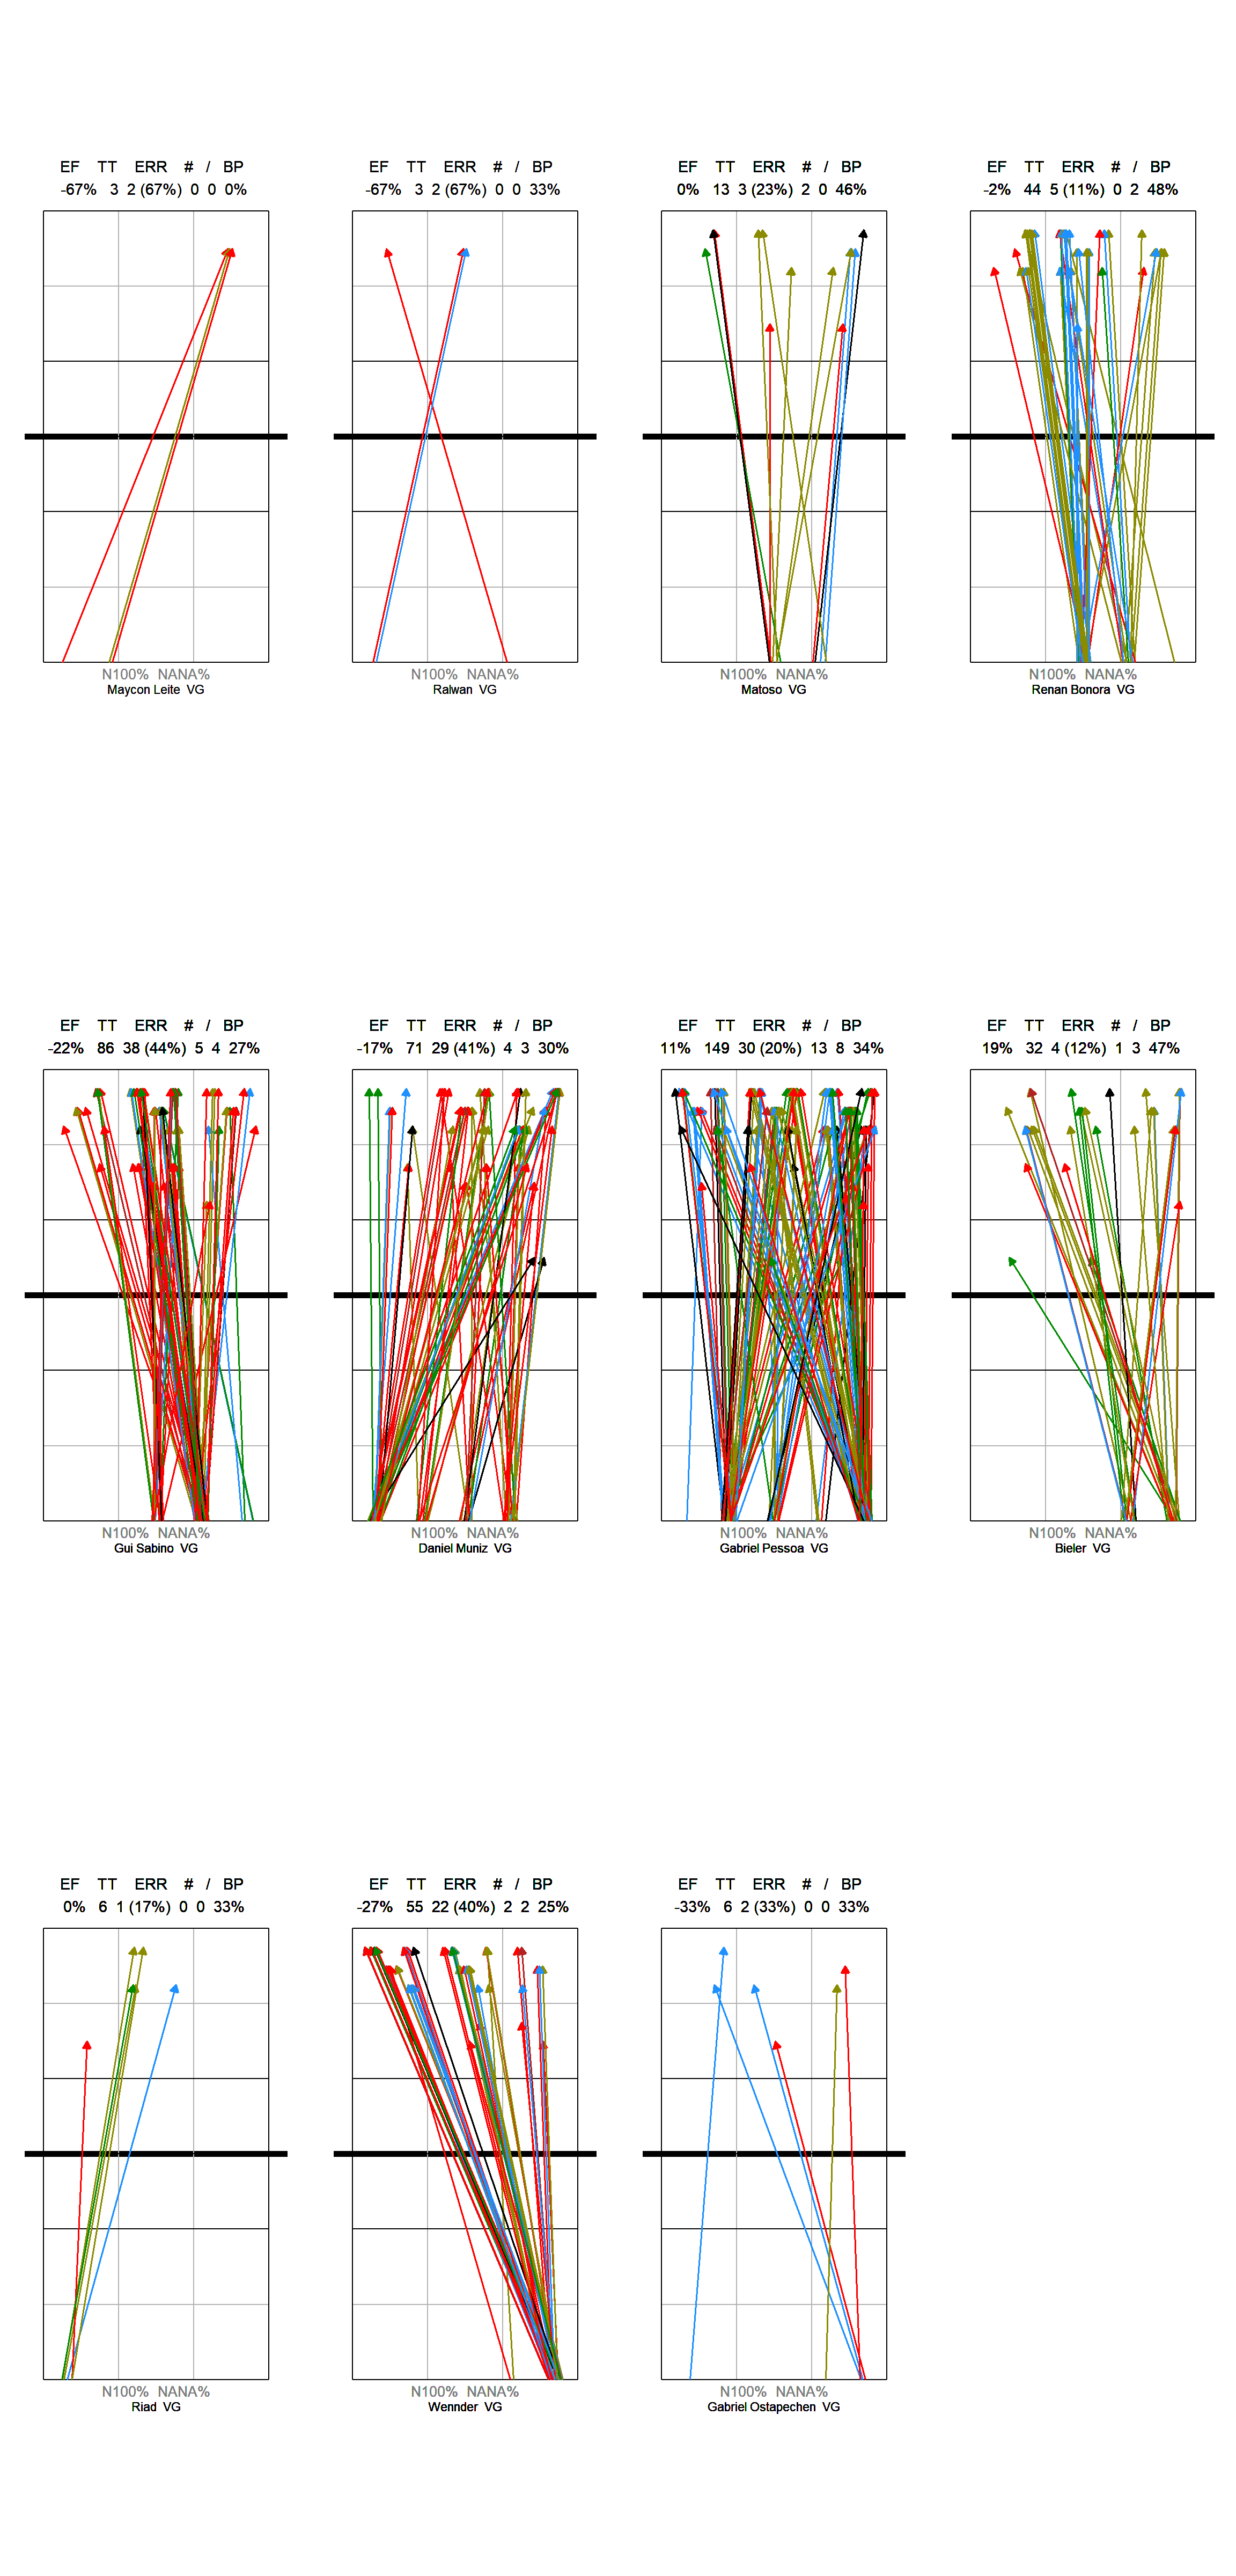 EF TT ERR # / BP
-67% 3 2 (67%) 0 0 0%
N100% NANA%
Maycon Leite VG
EF TT ERR # / BP
-67% 3 2 (67%) 0 0 33%
N100% NANA%
Ralwan VG
EF TT ERR # / BP
0% 13 3 (23%) 2 0 46%
N100% NANA%
Matoso VG
EF TT ERR # / BP
-2% 44 5 (11%) 0 2 48%
N100% NANA%
Renan Bonora VG
EF TT ERR # / BP
-22% 86 38 (44%) 5 4 27%
N100% NANA%
Gui Sabino VG
EF TT ERR # / BP
-17% 71 29 (41%) 4 3 30%
N100% NANA%
Daniel Muniz VG
EF TT ERR # / BP
11% 149 30 (20%) 13 8 34%
N100% NANA%
Gabriel Pessoa VG
EF TT ERR # / BP
19% 32 4 (12%) 1 3 47%
N100% NANA%
Bieler VG
EF TT ERR # / BP
0% 6 1 (17%) 0 0 33%
N100% NANA%
Riad VG
EF TT ERR # / BP
-27% 55 22 (40%) 2 2 25%
N100% NANA%
Wennder VG
EF TT ERR # / BP
-33% 6 2 (33%) 0 0 33%
N100% NANA%
Gabriel Ostapechen VG